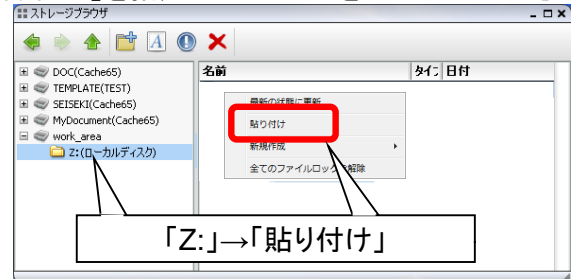 ストレージブラウザ
名前
タイプ
日付
DOC(Cache65)
TEMPLATE(TEST)
SEISEKI(Cache65)
MyDocument(Cache65)
work_area
Z:(ローカルディスク)
最新の状態に更新
貼り付け
新規作成
全てのファイルロックを解除
「Z:」→「貼り付け」